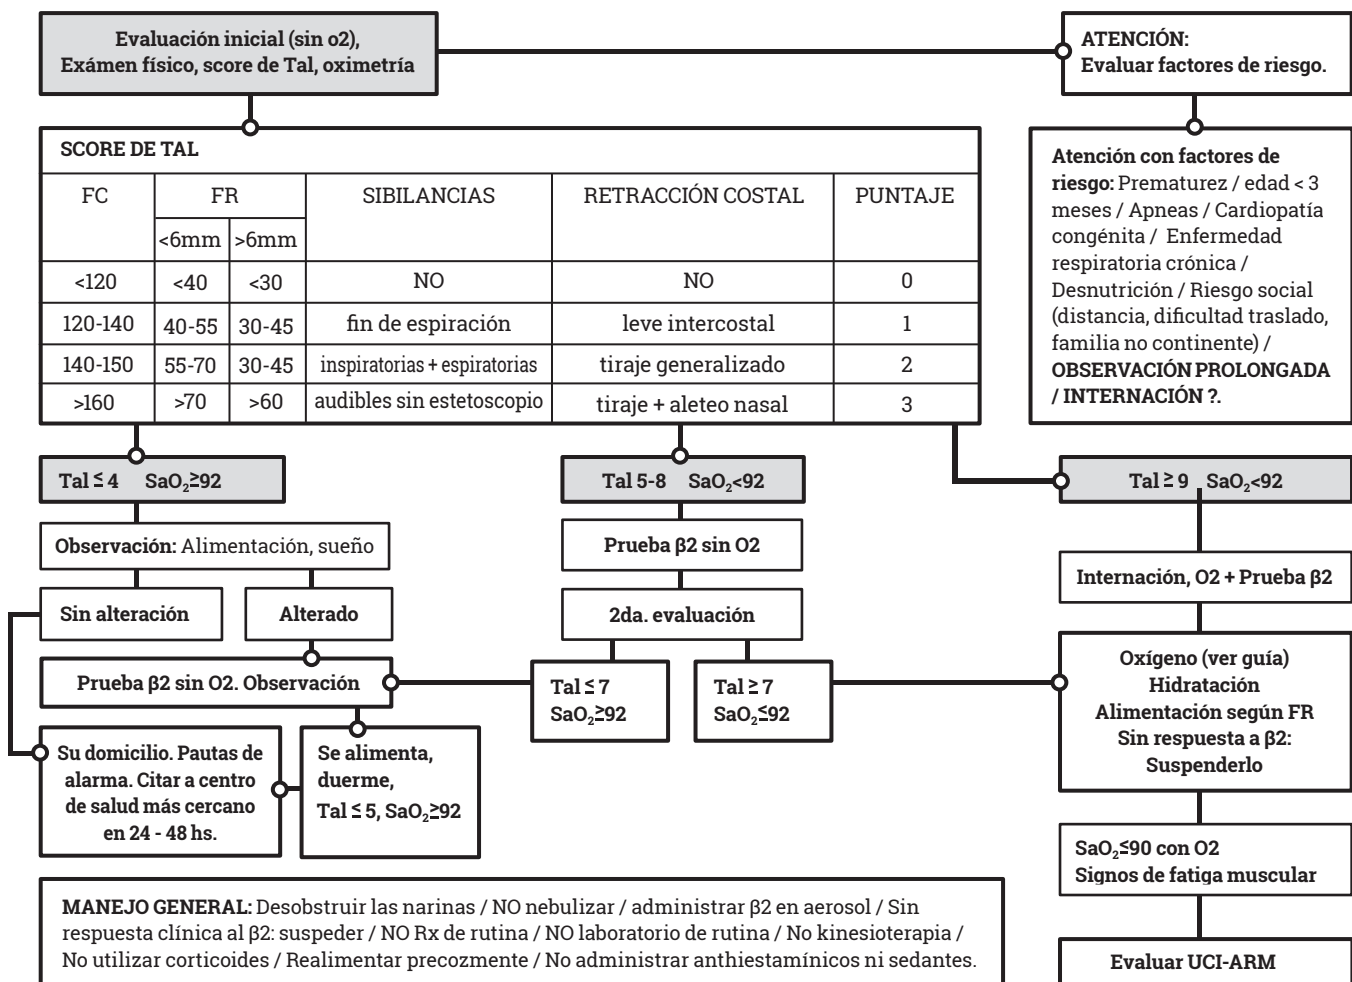 Evaluación inicial (sin o2),
Exámen físico, score de Tal, oximetría
ATENCIÓN:
Evaluar factores de riesgo.
SCORE DE TAL
FC FR SIBILANCIAS RETRACCIÓN COSTAL PUNTAJE
<6mm >6mm
<120 <40 <30 NO NO 0
120-140 40-55 30-45 fin de espiración leve intercostal 1
140-150 55-70 30-45 inspiratorias + espiratorias tiraje generalizado 2
>160 >70 >60 audibles sin estetoscopio tiraje + aleteo nasal 3
Atención con factores de
riesgo: Prematurez / edad < 3
meses / Apneas / Cardiopatía
congénita / Enfermedad
respiratoria crónica /
Desnutrición / Riesgo social
(distancia, dificultad traslado,
familia no continente) /
OBSERVACIÓN PROLONGADA
/ INTERNACIÓN ?.
Tal ≤ 4 SaO₂≥92
Tal 5-8 SaO₂<92
Tal ≥ 9 SaO₂<92
Observación: Alimentación, sueño
Sin alteración
Alterado
Prueba β2 sin O2. Observación
Su domicilio. Pautas de
alarma. Citar a centro
de salud más cercano
en 24 - 48 hs.
Se alimenta,
duerme,
Tal ≤ 5, SaO₂≥92
Prueba β2 sin O2
2da. evaluación
Tal ≤ 7
SaO₂≥92
Tal ≥ 7
SaO₂≤92
Internación, O2 + Prueba β2
Oxígeno (ver guía)
Hidratación
Alimentación según FR
Sin respuesta a β2:
Suspenderlo
SaO₂≤90 con O2
Signos de fatiga muscular
Evaluar UCI-ARM
MANEJO GENERAL: Desobstruir las narinas / NO nebulizar / administrar β2 en aerosol / Sin
respuesta clínica al β2: suspeder / NO Rx de rutina / NO laboratorio de rutina / No kinesioterapia /
No utilizar corticoides / Realimentar precozmente / No administrar anthiestamínicos ni sedantes.